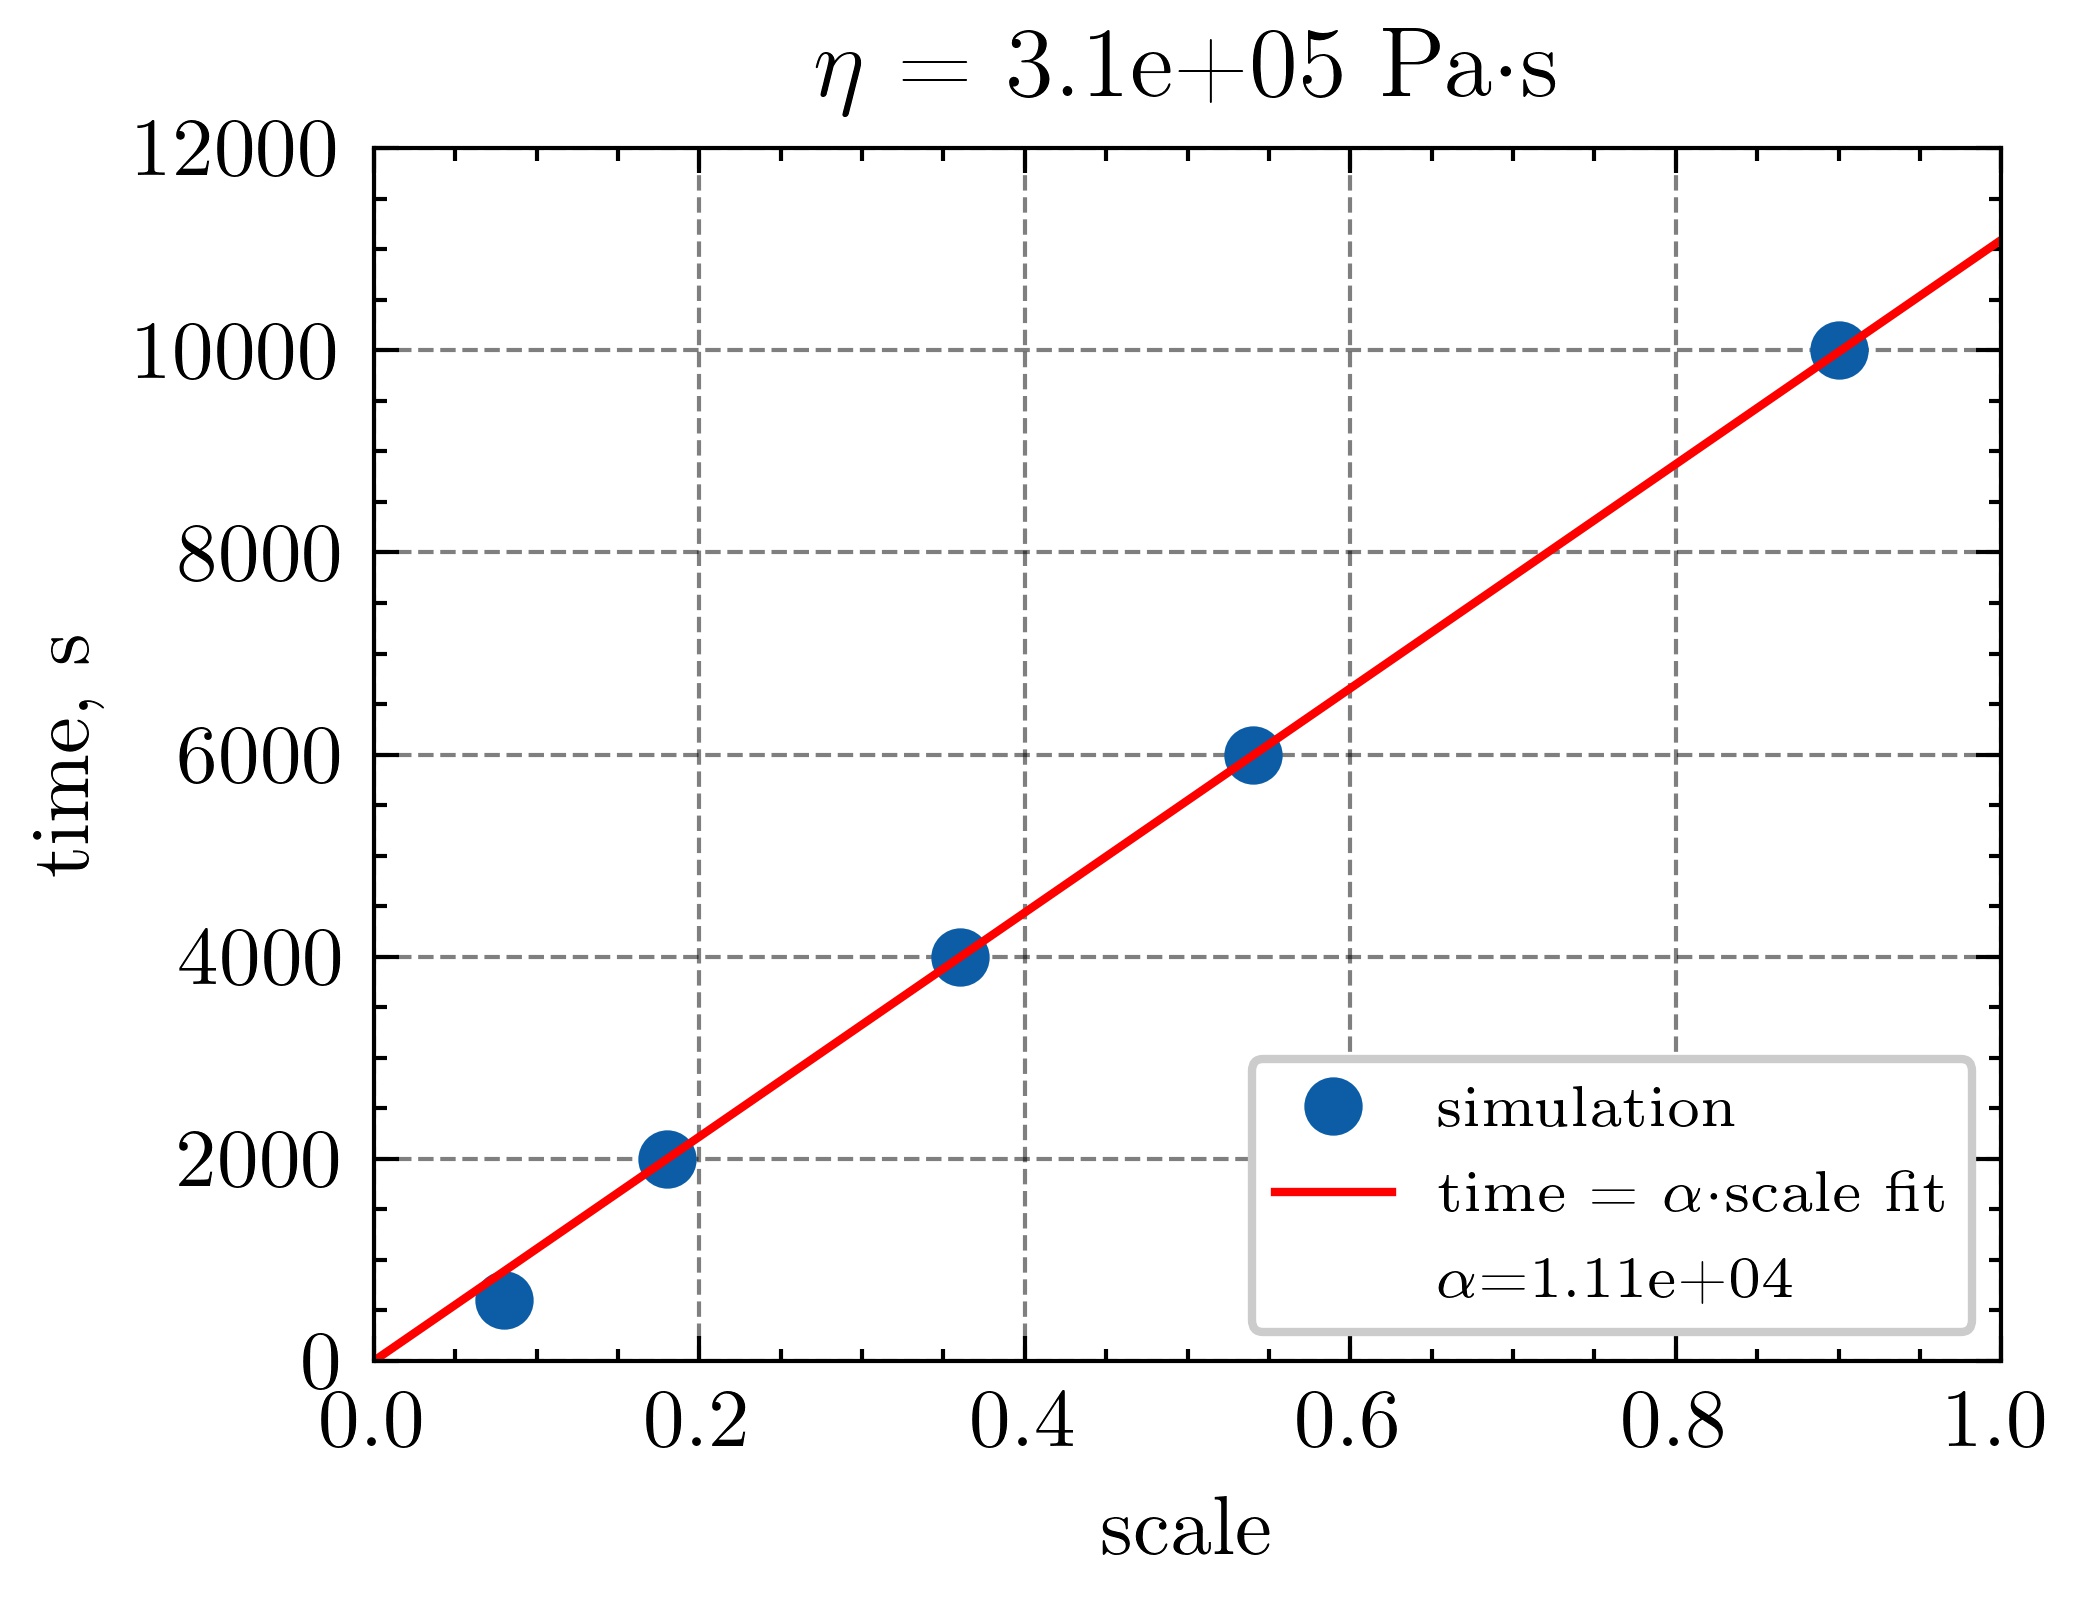 η = 3.1e+05 Pa·s
12000
10000
8000
6000
4000
2000
0
time, s
0.0 0.2 0.4 0.6 0.8 1.0
scale
simulation
time = α·scale fit
α=1.11e+04